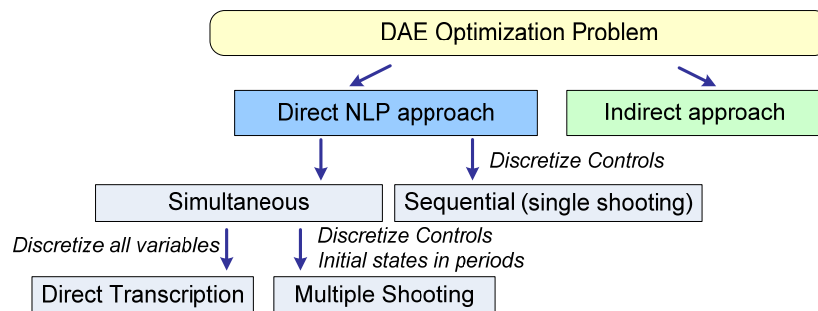 DAE Optimization Problem
Direct NLP approach
Indirect approach
Discretize Controls
Simultaneous
Sequential (single shooting)
Discretize all variables
Discretize Controls
Initial states in periods
Direct Transcription
Multiple Shooting